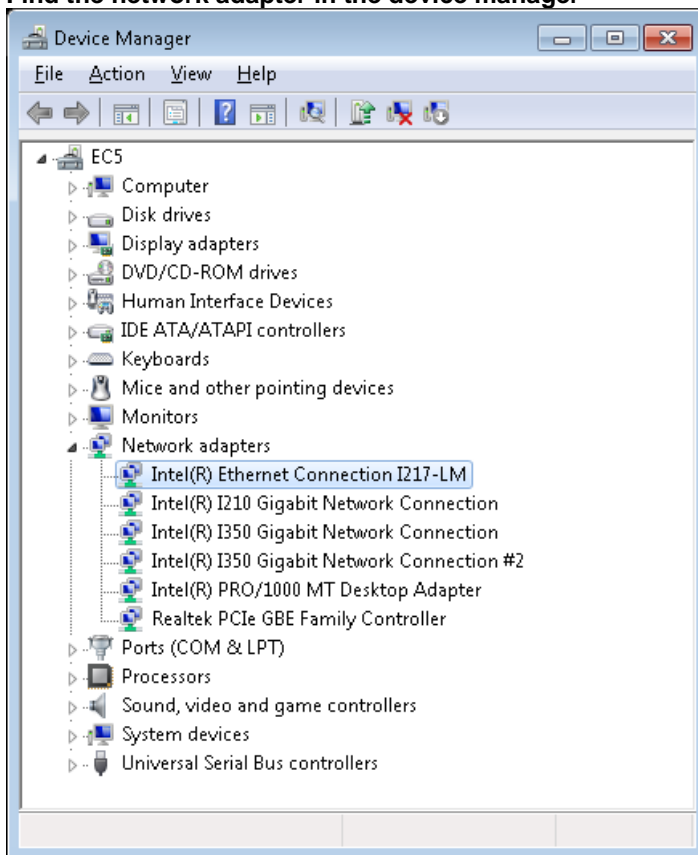 Find the network adapter in the device manager
Device Manager
File Action View Help
EC5
Computer
Disk drives
Display adapters
DVD/CD-ROM drives
Human Interface Devices
IDE ATA/ATAPI controllers
Keyboards
Mice and other pointing devices
Monitors
Network adapters
Intel(R) Ethernet Connection I217-LM
Intel(R) I210 Gigabit Network Connection
Intel(R) I350 Gigabit Network Connection
Intel(R) I350 Gigabit Network Connection #2
Intel(R) PRO/1000 MT Desktop Adapter
Realtek PCIe GBE Family Controller
Ports (COM & LPT)
Processors
Sound, video and game controllers
System devices
Universal Serial Bus controllers